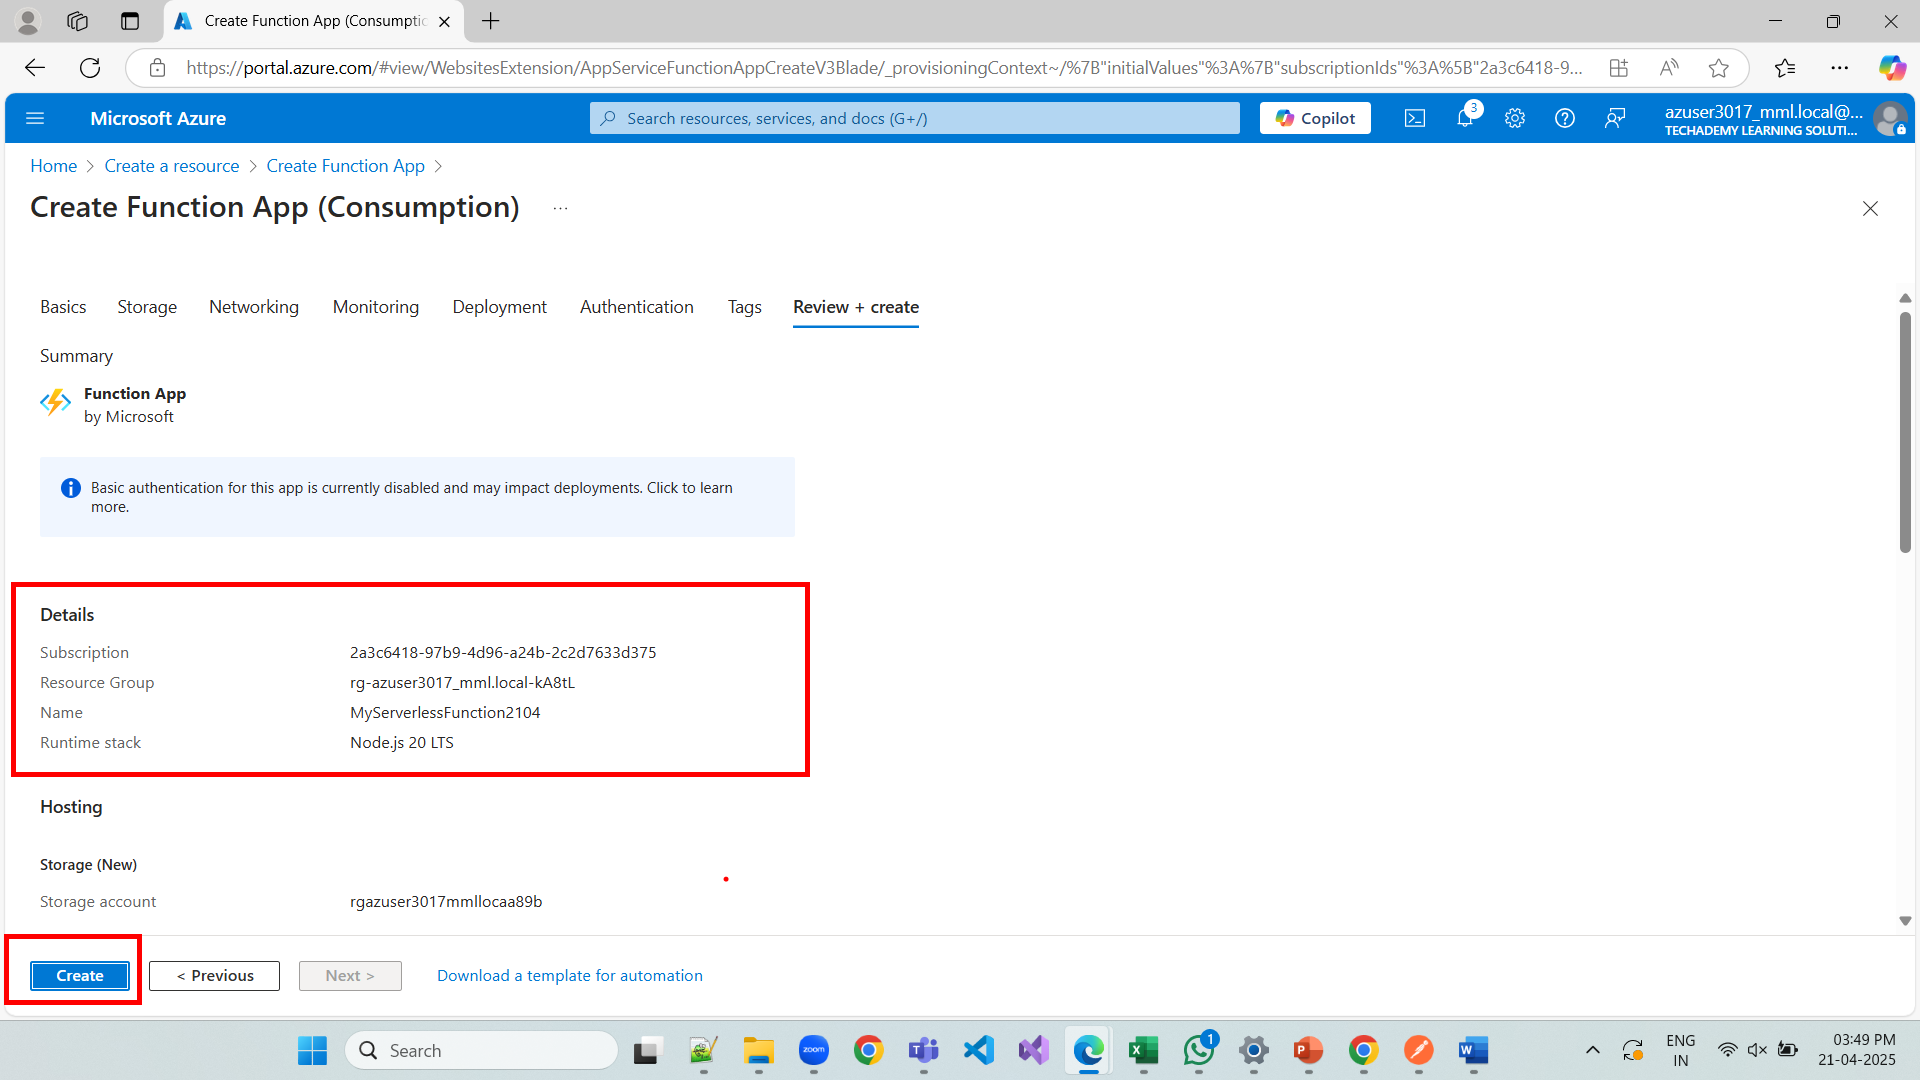 Create Function App (Consumptic
https://portal.azure.com/#view/WebsitesExtension/AppServiceFunctionAppCreateV3Blade/_provisioningContext~/%7B"initialValues"%3A%7B"subscriptionIds"%3A%5B"2a3c6418-9...
Microsoft Azure
Search resources, services, and docs (G+/)
Copilot
3
azuser3017_mml.local@...
TECHADEMY LEARNING SOLUTI...
Home > Create a resource > Create Function App >
Create Function App (Consumption) ...
Basics Storage Networking Monitoring Deployment Authentication Tags Review + create
Summary
Function App
by Microsoft
Basic authentication for this app is currently disabled and may impact deployments. Click to learn
more.
Details
Subscription 2a3c6418-97b9-4d96-a24b-2c2d7633d375
Resource Group rg-azuser3017_mml.local-kA8tL
Name MyServerlessFunction2104
Runtime stack Node.js 20 LTS
Hosting
Storage (New)
Storage account rgazuser3017mmllocaa89b
Create < Previous Next > Download a template for automation
Search
zoom
1
ENG
IN
03:49 PM
21-04-2025